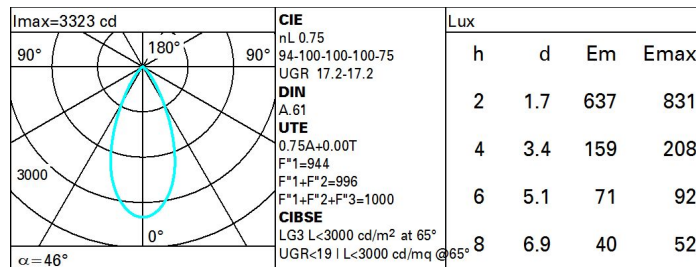 Imax=3323 cd
90°
180°
90°
3000
0°
α=46°
CIE
nL 0.75
94-100-100-100-75
UGR 17.2-17.2
DIN
A.61
UTE
0.75A+0.00T
F"1=944
F"1+F"2=996
F"1+F"2+F"3=1000
CIBSE
LG3 L<3000 cd/m² at 65°
UGR<19 | L<3000 cd/mq @65°
Lux
h d Em Emax
2 1.7 637 831
4 3.4 159 208
6 5.1 71 92
8 6.9 40 52